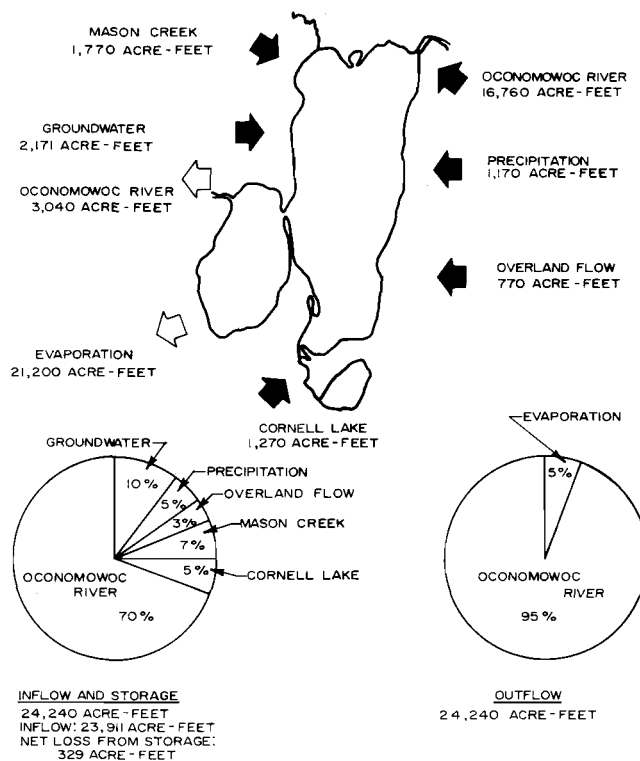 MASON CREEK
1,770 ACRE-FEET
OCONOMOWOC RIVER
16,760 ACRE-FEET
GROUNDWATER
2,171 ACRE-FEET
PRECIPITATION
1,170 ACRE-FEET
OCONOMOWOC RIVER
3,040 ACRE-FEET
OVERLAND FLOW
770 ACRE-FEET
EVAPORATION
21,200 ACRE-FEET
CORNELL LAKE
1,270 ACRE-FEET
GROUNDWATER
10%
PRECIPITATION
5%
OVERLAND FLOW
3%
MASON CREEK
7%
CORNELL LAKE
5%
OCONOMOWOC
RIVER
70%
INFLOW AND STORAGE
24,240 ACRE-FEET
INFLOW: 23,911 ACRE-FEET
NET LOSS FROM STORAGE:
329 ACRE-FEET
EVAPORATION
5%
OCONOMOWOC
RIVER
95%
OUTFLOW
24,240 ACRE-FEET